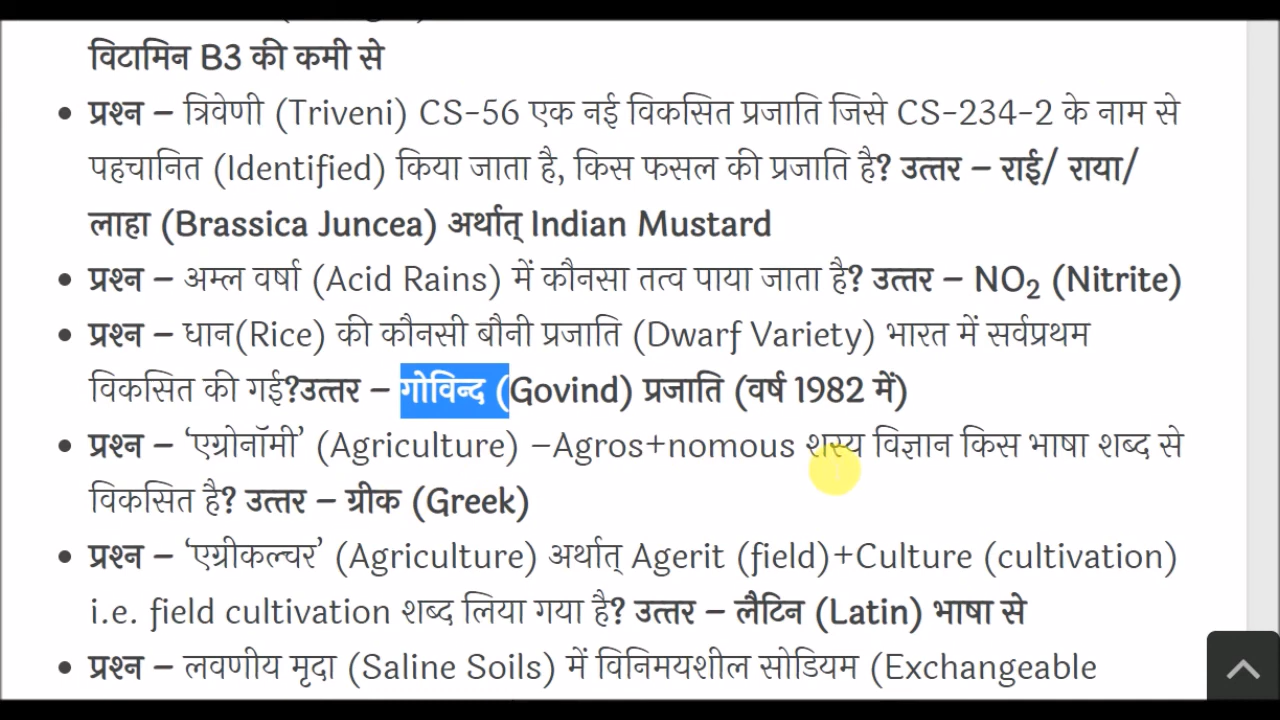 विटामिन B3 की कमी से
• प्रश्न – त्रिवेणी (Triveni) CS-56 एक नई विकसित प्रजाति जिसे CS-234-2 के नाम से
पहचानित (Identified) किया जाता है, किस फसल की प्रजाति है? उत्तर – राई/ राया/
लाहा (Brassica Juncea) अर्थात् Indian Mustard
• प्रश्न – अम्ल वर्षा (Acid Rains) में कौनसा तत्व पाया जाता है? उत्तर – NO₂ (Nitrite)
• प्रश्न – धान(Rice) की कौनसी बौनी प्रजाति (Dwarf Variety) भारत में सर्वप्रथम
विकसित की गई?उत्तर – गोविन्द (Govind) प्रजाति (वर्ष 1982 में)
• प्रश्न – ‘एग्रोनॉमी’ (Agriculture) –Agros+nomous शस्य विज्ञान किस भाषा शब्द से
विकसित है? उत्तर – ग्रीक (Greek)
• प्रश्न – ‘एग्रीकल्चर’ (Agriculture) अर्थात् Agerit (field)+Culture (cultivation)
i.e. field cultivation शब्द लिया गया है? उत्तर – लैटिन (Latin) भाषा से
• प्रश्न – लवणीय मृदा (Saline Soils) में विनिमयशील सोडियम (Exchangeable